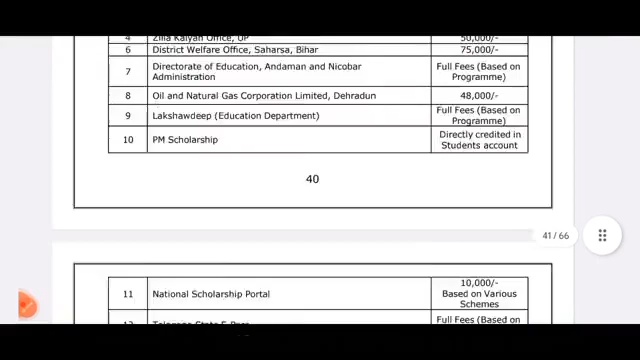 4 Zilla Kalyan Office, UP 50,000/-
6 District Welfare Office, Saharsa, Bihar 75,000/-
7 Directorate of Education, Andaman and Nicobar Administration Full Fees (Based on Programme)
8 Oil and Natural Gas Corporation Limited, Dehradun 48,000/-
9 Lakshawdeep (Education Department) Full Fees (Based on Programme)
10 PM Scholarship Directly credited in Students account
40
41 / 66
11 National Scholarship Portal 10,000/- Based on Various Schemes
12 Full Fees (Based on